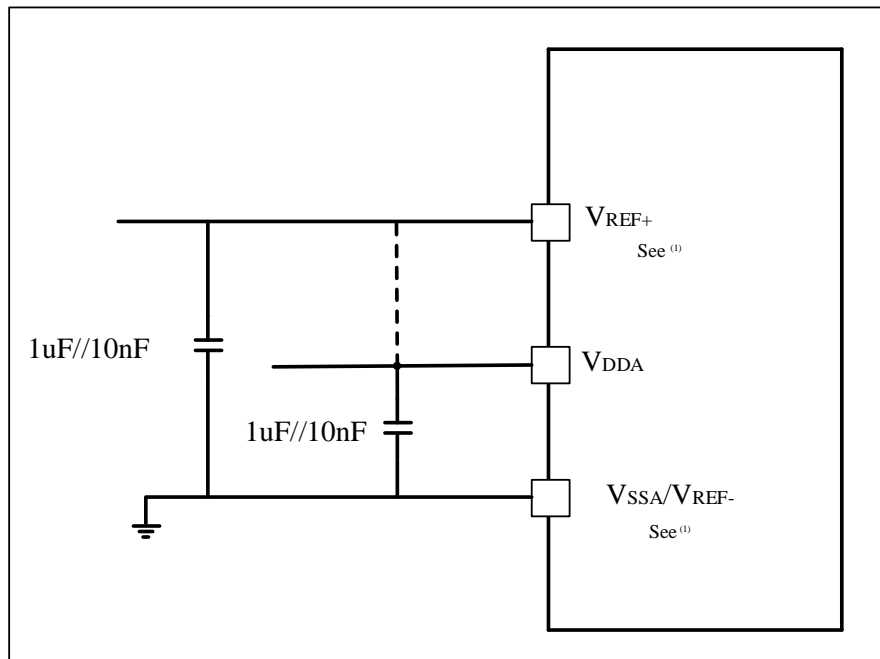 VREF+
See (1)
1uF//10nF
VDDA
1uF//10nF
VSSA/VREF-
See (1)